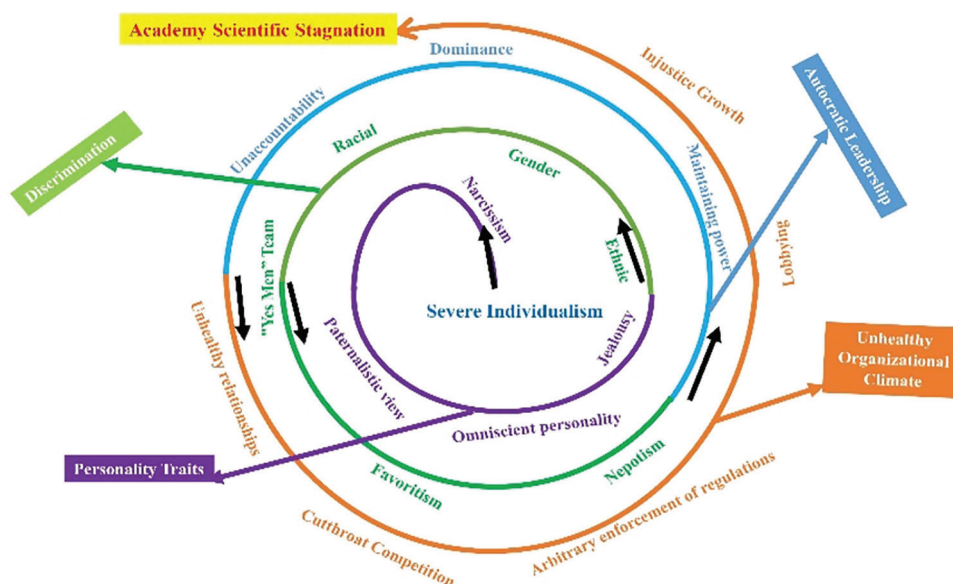 Academy Scientific Stagnation
Dominance
Injustice Growth
Autocratic Leadership
Unaccountability
Racial
Gender
Discrimination
Maintaining power
Narcissism
Ethnic
Lobbying
"Yes Men" Team
Severe Individualism
Unhealthy relationships
Paternalistic view
Jealousy
Unhealthy
Organizational
Climate
Omniscient personality
Personality Traits
Favoritism
Nepotism
Cutthroat Competition
Arbitrary enforcement of regulations